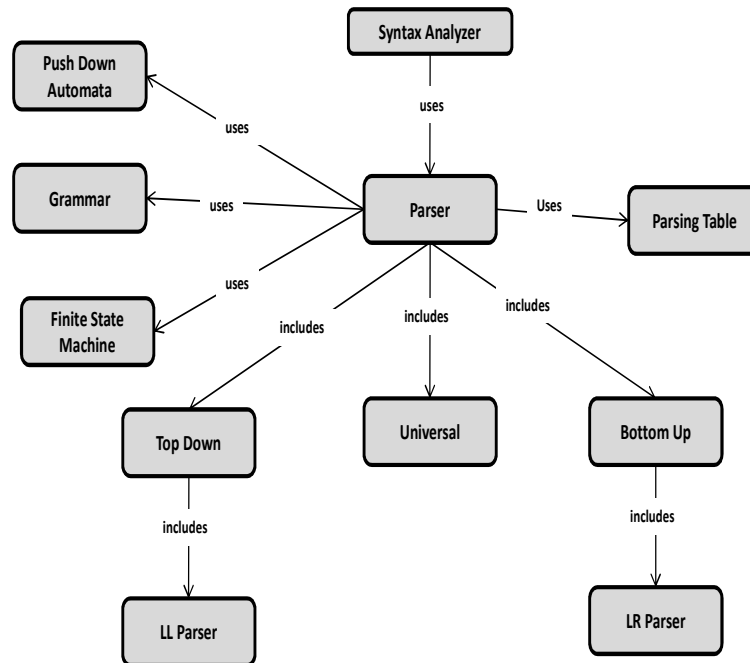 Syntax Analyzer
Push Down
Automata
uses
uses
Grammar
uses
Parser
Uses
Parsing Table
uses
Finite State
Machine
includes
includes
includes
Top Down
Universal
Bottom Up
includes
includes
LL Parser
LR Parser